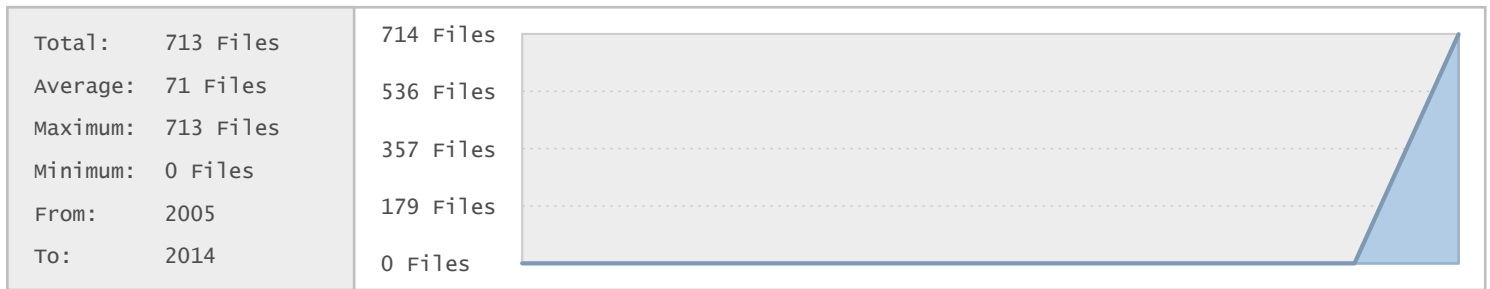 Total: 713 Files
Average: 71 Files
Maximum: 713 Files
Minimum: 0 Files
From: 2005
To: 2014
714 Files
536 Files
357 Files
179 Files
0 Files